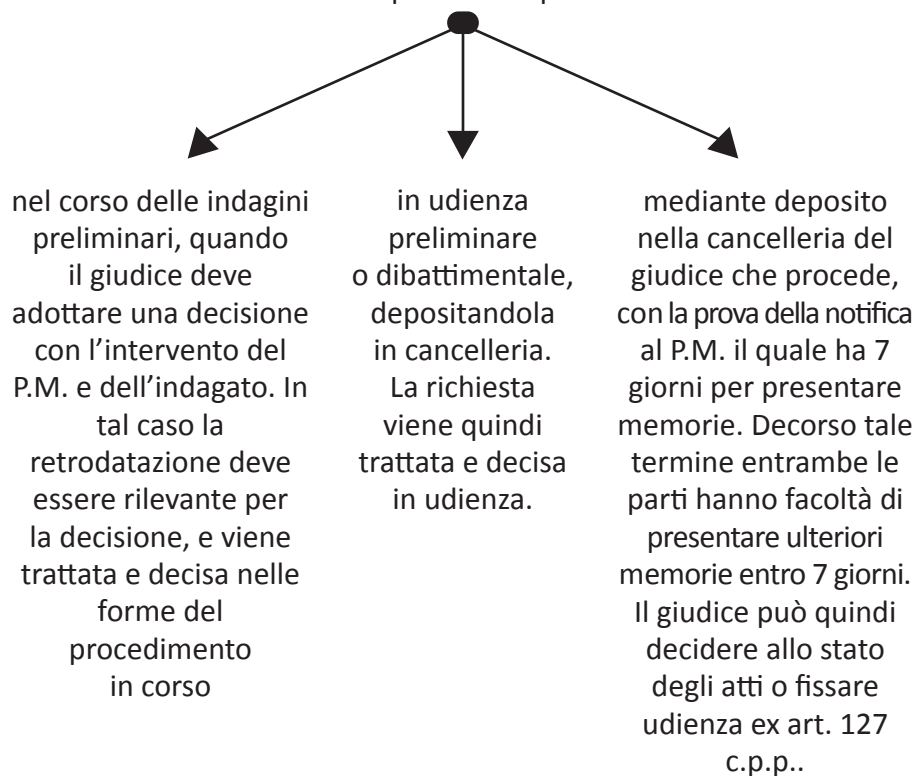 nel corso delle indagini
preliminari, quando
il giudice deve
adottare una decisione
con l’intervento del
P.M. e dell’indagato. In
tal caso la
retrodatazione deve
essere rilevante per
la decisione, e viene
trattata e decisa nelle
forme del
procedimento
in corso
in udienza
preliminare
o dibattimentale,
depositandola
in cancelleria.
La richiesta
viene quindi
trattata e decisa
in udienza.
mediante deposito
nella cancelleria del
giudice che procede,
con la prova della notifica
al P.M. il quale ha 7
giorni per presentare
memorie. Decorso tale
termine entrambe le
parti hanno facoltà di
presentare ulteriori
memorie entro 7 giorni.
Il giudice può quindi
decidere allo stato
degli atti o fissare
udienza ex art. 127
c.p.p..